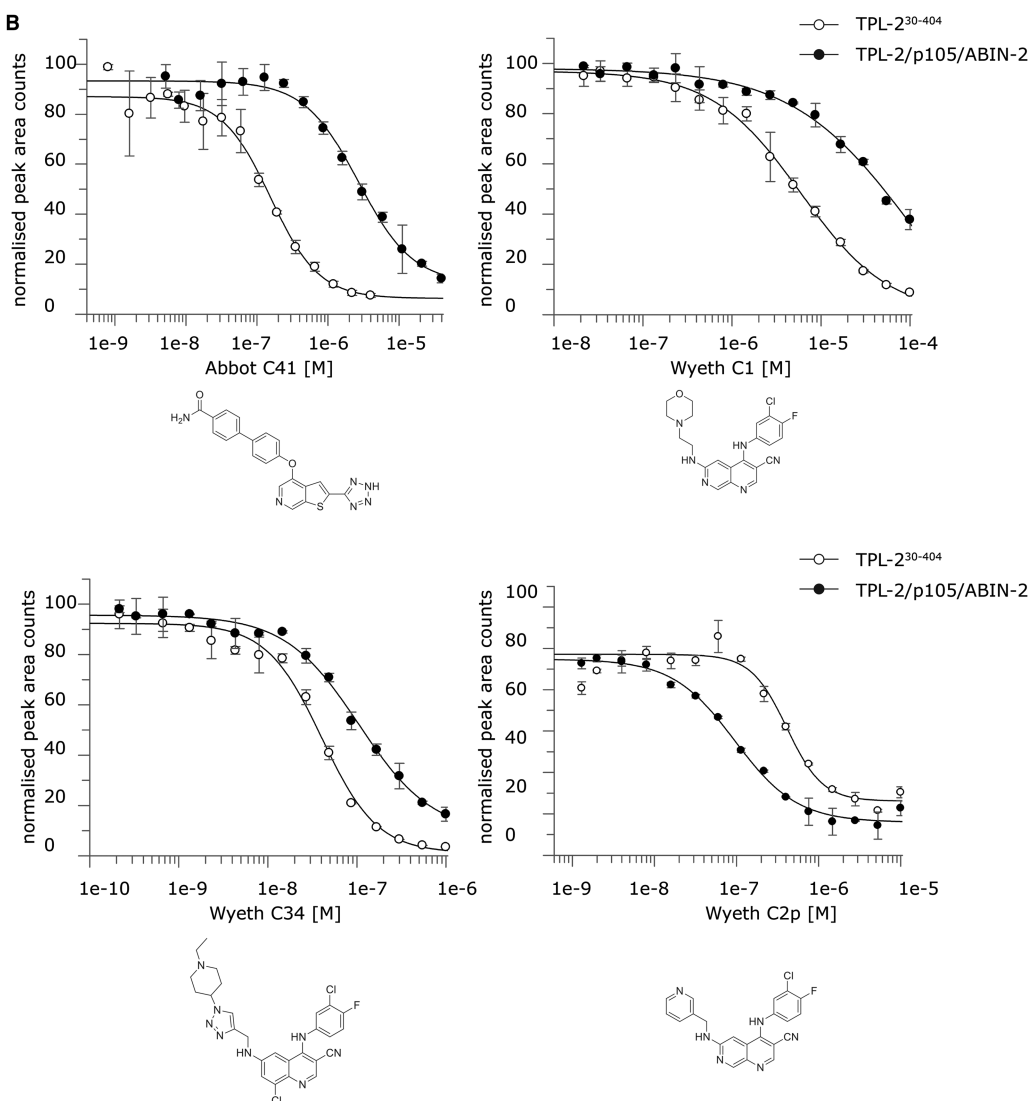 B
TPL-2³⁰⁻⁴⁰⁴
TPL-2/p105/ABIN-2
normalised peak area counts
100
80
60
40
20
0
1e-9 1e-8 1e-7 1e-6 1e-5
Abbot C41 [M]
normalised peak area counts
100
80
60
40
20
0
1e-8 1e-7 1e-6 1e-5 1e-4
Wyeth C1 [M]
O
H₂N
O
N
S
N
NH
N
N
O
N
HN
Cl
F
HN
CN
N
N
TPL-2³⁰⁻⁴⁰⁴
TPL-2/p105/ABIN-2
normalised peak area counts
100
80
60
40
20
0
1e-10 1e-9 1e-8 1e-7 1e-6
Wyeth C34 [M]
normalised peak area counts
100
80
60
40
20
0
1e-9 1e-8 1e-7 1e-6 1e-5
Wyeth C2p [M]
N
N
N
N
HN
Cl
F
HN
CN
N
Cl
N
HN
Cl
F
HN
CN
N
N